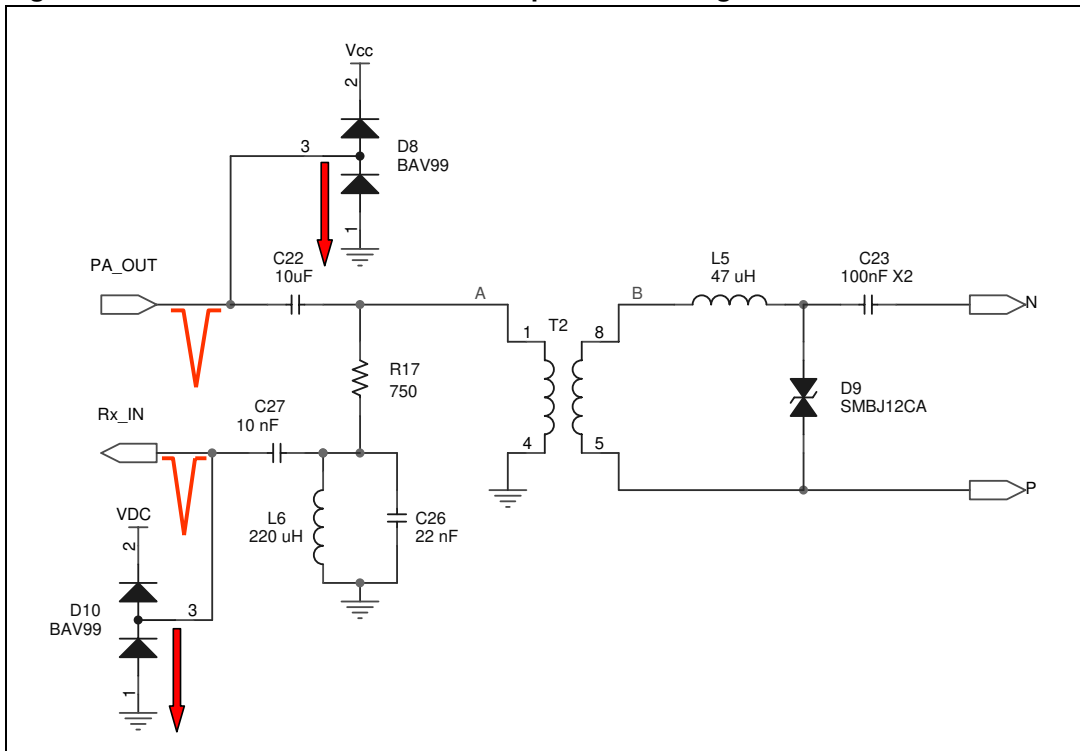 Vcc
2
D8
BAV99
3
1
PA_OUT
C22
10uF
A
B
L5
47 uH
C23
100nF X2
N
1
T2
8
R17
750
D9
SMBJ12CA
Rx_IN
C27
10 nF
4
5
P
VDC
2
L6
220 uH
C26
22 nF
D10
BAV99
3
1